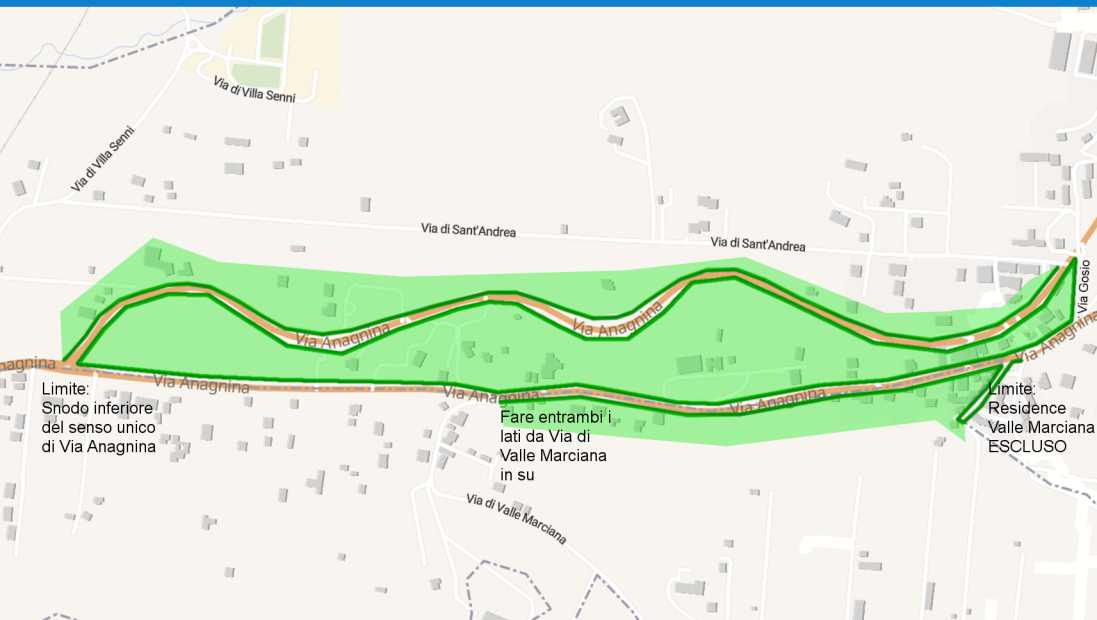 Via di Villa Senni
Via di Villa Senni
Via di Sant'Andrea
Via di Sant'Andrea
Via Gosio
Via Anagnina
Via Anagnina
Via Anagnina
nagnina
Via Anagnina
Via Anagnina
Via Anagnina
Limite:
Snodo inferiore
del senso unico
di Via Anagnina
Fare entrambi i
lati da Via di
Valle Marciana
in su
Limite:
Residence
Valle Marciana
ESCLUSO
Via di Valle Marciana